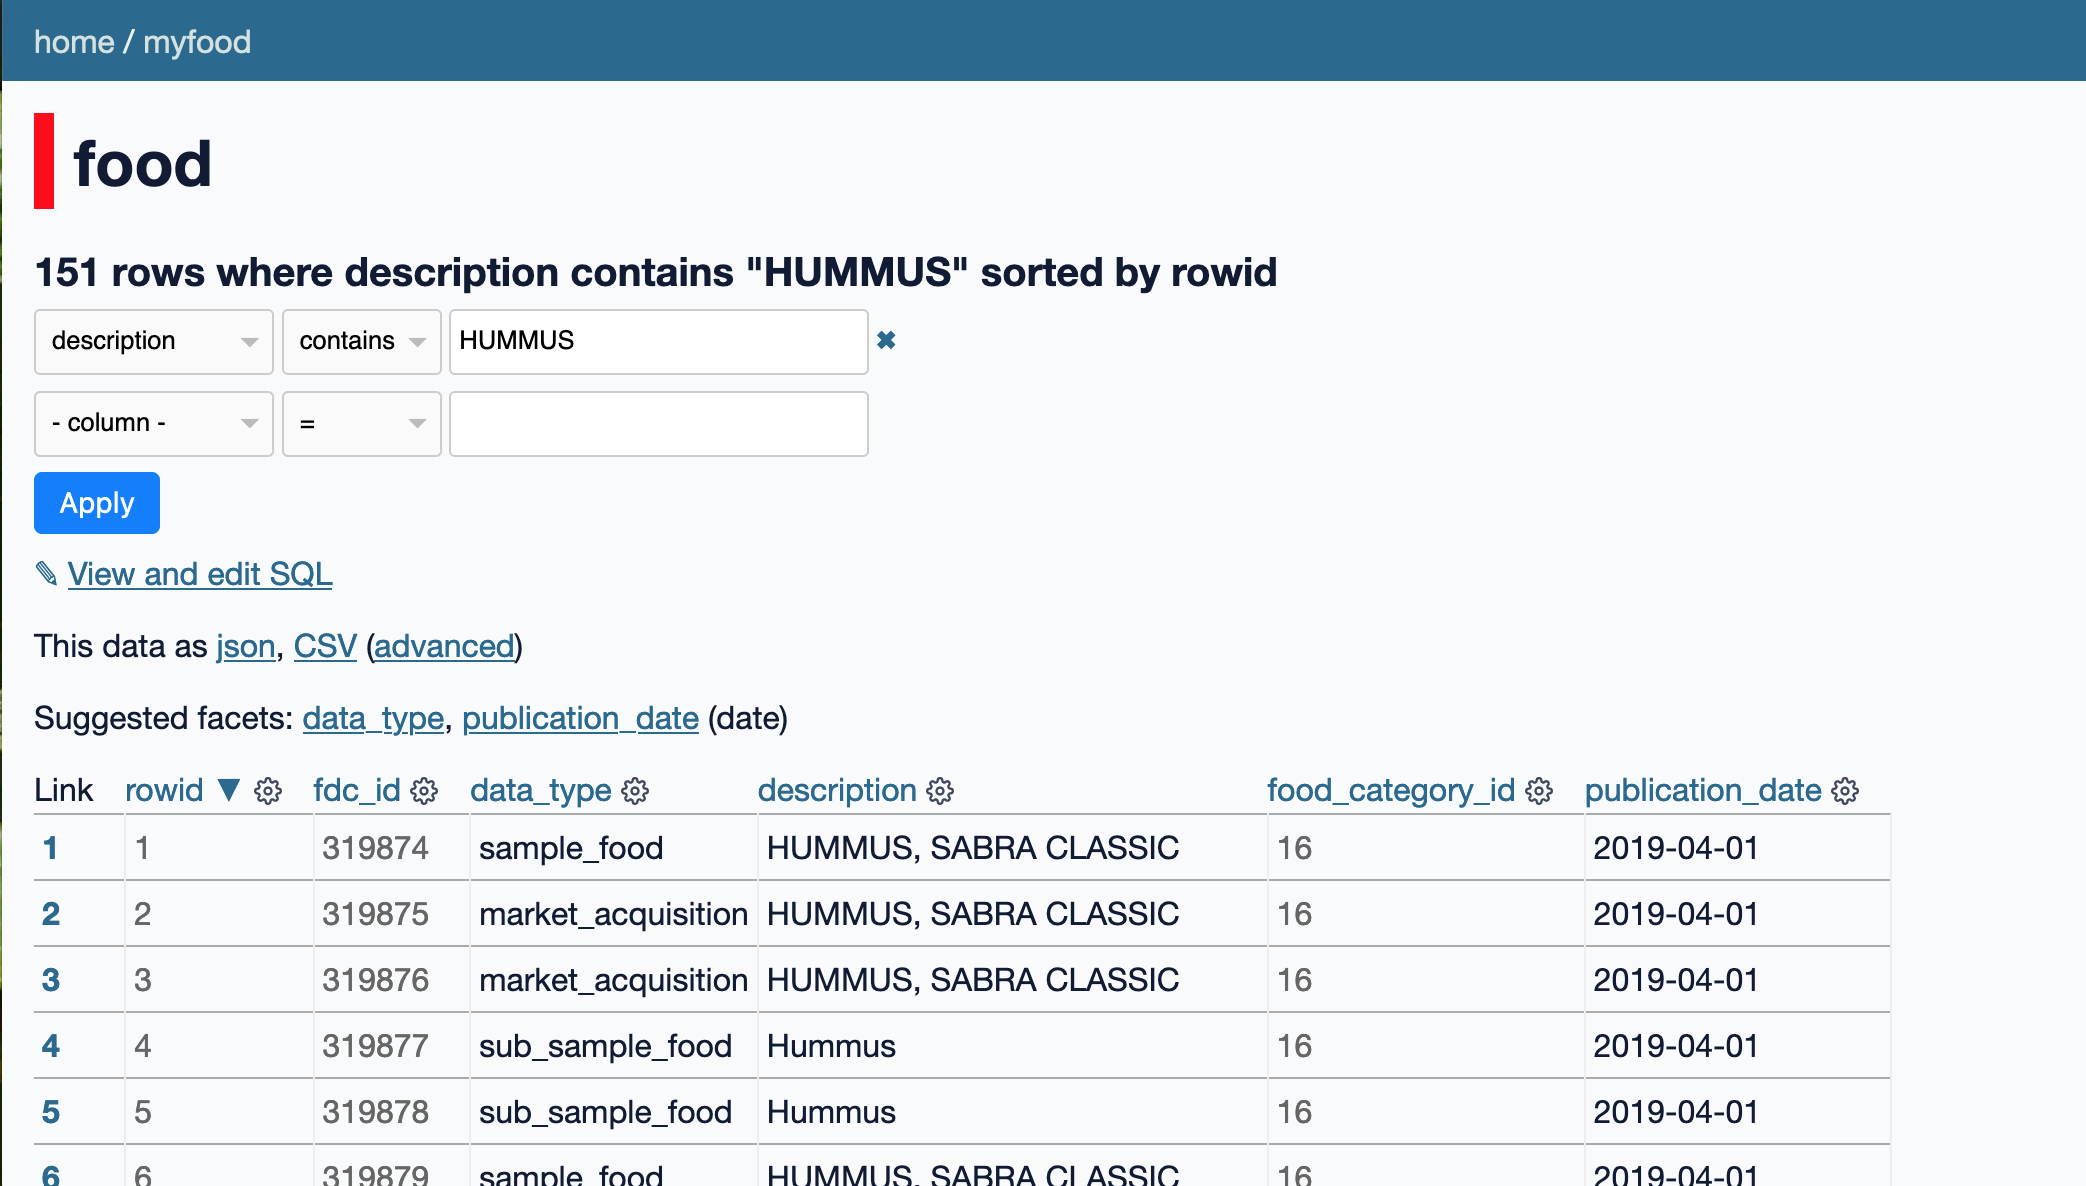 home / myfood
food
151 rows where description contains "HUMMUS" sorted by rowid
description contains HUMMUS ✖
- column - =
Apply
✎ View and edit SQL
This data as json, CSV (advanced)
Suggested facets: data_type, publication_date (date)
Link rowid ▼ fdc_id data_type description food_category_id publication_date
1 1 319874 sample_food HUMMUS, SABRA CLASSIC 16 2019-04-01
2 2 319875 market_acquisition HUMMUS, SABRA CLASSIC 16 2019-04-01
3 3 319876 market_acquisition HUMMUS, SABRA CLASSIC 16 2019-04-01
4 4 319877 sub_sample_food Hummus 16 2019-04-01
5 5 319878 sub_sample_food Hummus 16 2019-04-01
6 6 319879 sample_food HUMMUS, SABRA CLASSIC 16 2019-04-01